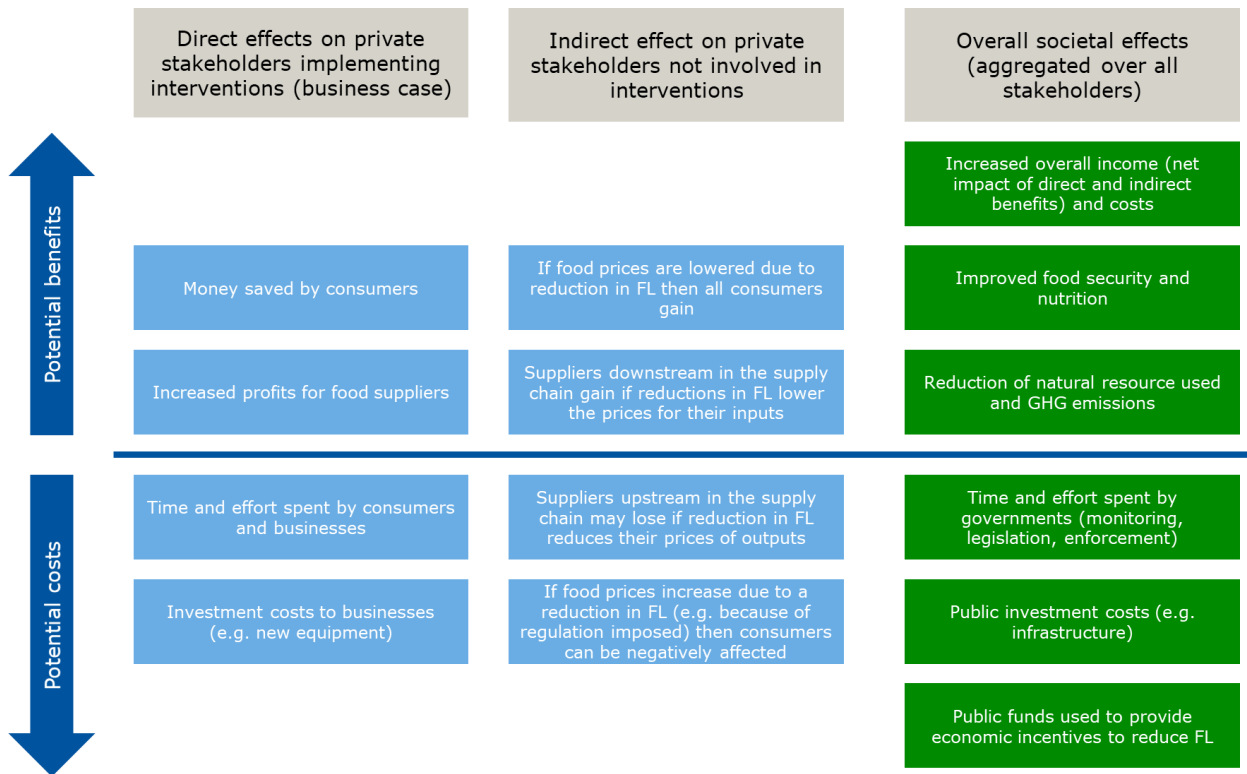 Direct effects on private
stakeholders implementing
interventions (business case)
Indirect effect on private
stakeholders not involved in
interventions
Overall societal effects
(aggregated over all
stakeholders)
Potential benefits
Increased overall income (net
impact of direct and indirect
benefits) and costs
Money saved by consumers
If food prices are lowered due to
reduction in FL then all consumers
gain
Improved food security and
nutrition
Increased profits for food suppliers
Suppliers downstream in the supply
chain gain if reductions in FL lower
the prices for their inputs
Reduction of natural resource used
and GHG emissions
Potential costs
Time and effort spent by consumers
and businesses
Suppliers upstream in the supply
chain may lose if reduction in FL
reduces their prices of outputs
Time and effort spent by
governments (monitoring,
legislation, enforcement)
Investment costs to businesses
(e.g. new equipment)
If food prices increase due to a
reduction in FL (e.g. because of
regulation imposed) then consumers
can be negatively affected
Public investment costs (e.g.
infrastructure)
Public funds used to provide
economic incentives to reduce FL